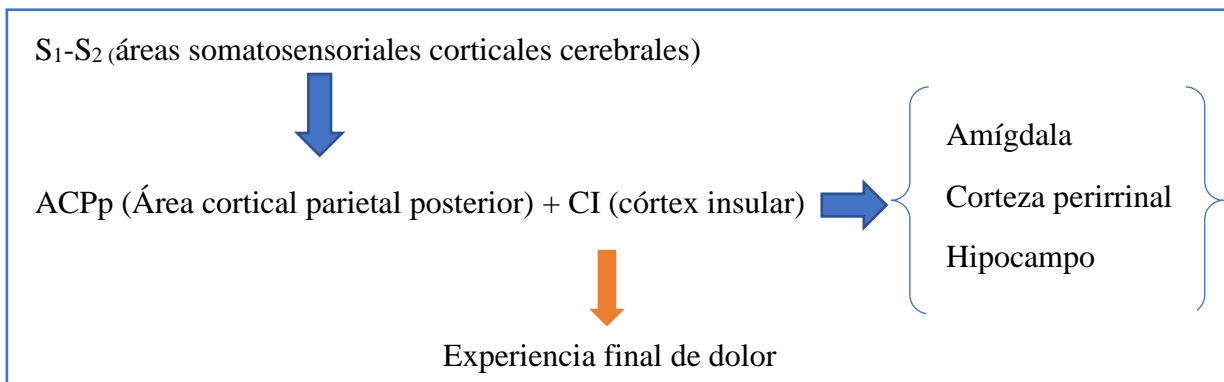 S1-S2 (áreas somatosensoriales corticales cerebrales)
Amígdala
ACPp (Área cortical parietal posterior) + CI (córtex insular)
Corteza perirrinal
Hipocampo
Experiencia final de dolor